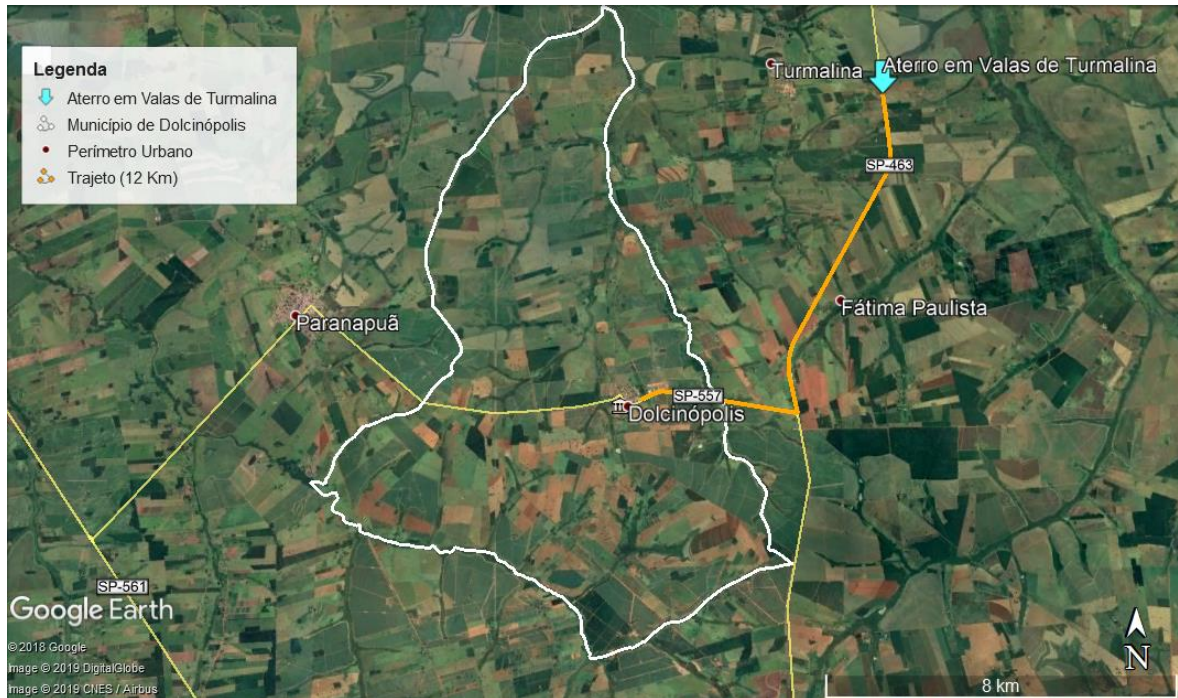 Legenda
Aterro em Valas de Turmalina
Município de Dolcinópolis
Perímetro Urbano
Trajeto (12 Km)
Turmalina
Aterro em Valas de Turmalina
SP-463
Fátima Paulista
Paranapuã
SP-557
Dolcinópolis
SP-561
Google Earth
© 2018 Google
Image © 2019 DigitalGlobe
Image © 2019 CNES / Airbus
N
8 km